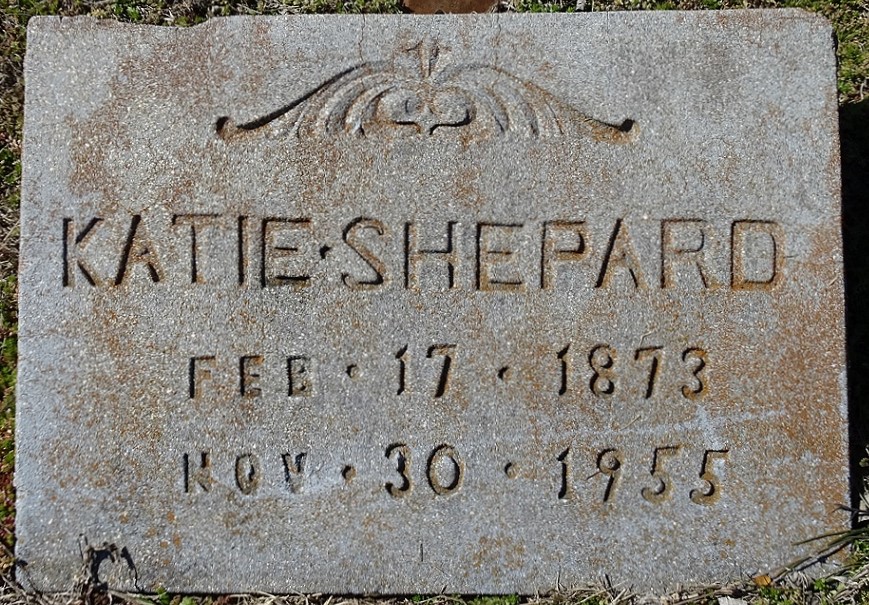 KATIE·SHEPARD
FEB · 17 · 1873
NOV · 30 · 1955